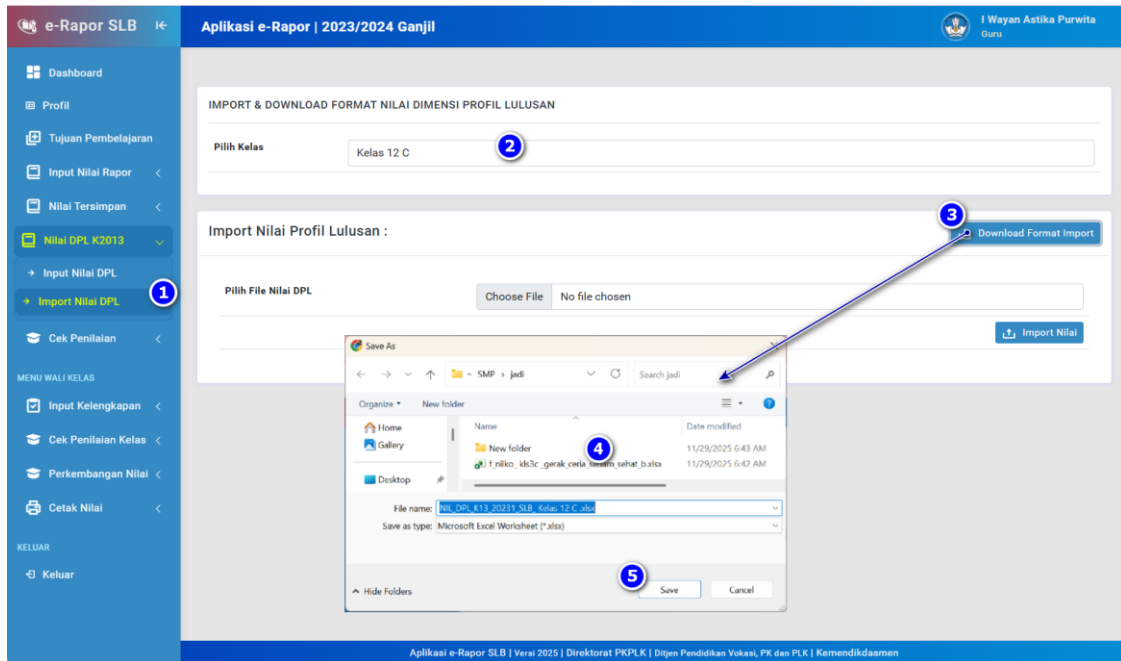 e-Rapor SLB
Aplikasi e-Rapor | 2023/2024 Ganjil
I Wayan Astika Purwita
Guru
Dashboard
Profil
Tujuan Pembelajaran
Input Nilai Rapor
Nilai Tersimpan
Nilai DPL K2013
Input Nilai DPL
Import Nilai DPL
1
Cek Penilaian
MENU WALI KELAS
Input Kelengkapan
Cek Penilaian Kelas
Perkembangan Nilai
Cetak Nilai
KELUAR
Keluar
IMPORT & DOWNLOAD FORMAT NILAI DIMENSI PROFIL LULUSAN
Pilih Kelas
Kelas 12 C
2
3
Import Nilai Profil Lulusan :
Download Format Import
Pilih File Nilai DPL
Choose File No file chosen
Import Nilai
Save As
« SMP › jadi
Search jadi
Organize
New folder
Home
Gallery
Desktop
Name
Date modified
New folder
11/29/2025 6:43 AM
4
11/29/2025 6:42 AM
File name: NIL_DPL_K13_20231_SLB_ Kelas 12 C .xlsx
Save as type: Microsoft Excel Worksheet (*.xlsx)
5
Hide Folders
Save
Cancel
Aplikasi e-Rapor SLB | Versi 2025 | Direktorat PKPLK | Ditjen Pendidikan Vokasi, PK dan PLK | Kemendikdasmen